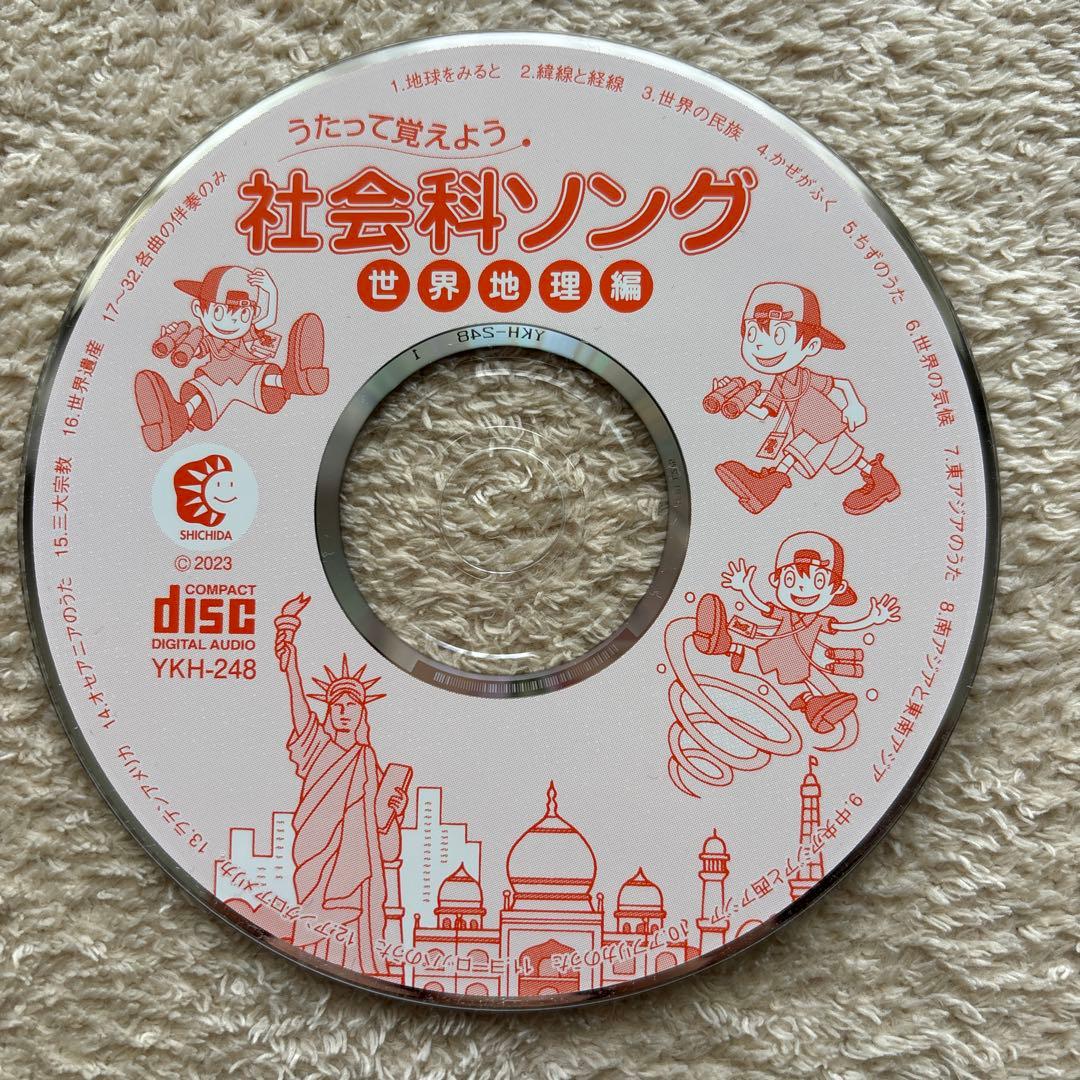 うたって覚えよう
社会科ソング
世界地理編
1.地球をみると
2.緯線と経線
3.世界の民族
4.かぜがふく
5.ちずのうた
6.世界の気候
7.東アジアのうた
8.南アジアと東南アジア
9.中央アジアと西アジア
10.アフリカのうた
11.ヨーロッパのうた
12.アングロアメリカ
13.ラテンアメリカ
14.オセアニアのうた
15.三大宗教
16.世界遺産
17〜32.各曲の伴奏のみ
SHICHIDA
©2023
COMPACT
disc
DIGITAL AUDIO
YKH-248
YKH-248 1